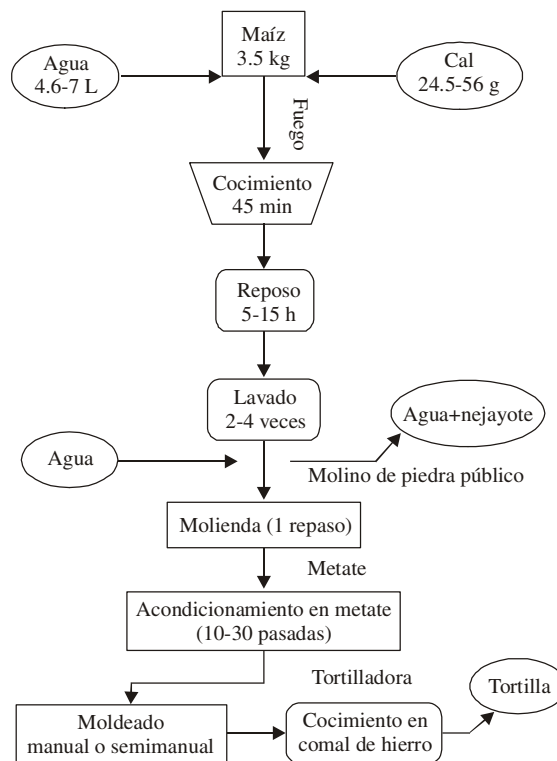 Maíz
3.5 kg
Agua
4.6-7 L
Cal
24.5-56 g
Fuego
Cocimiento
45 min
Reposo
5-15 h
Lavado
2-4 veces
Agua+nejayote
Agua
Molino de piedra público
Molienda (1 repaso)
Metate
Acondicionamiento en metate
(10-30 pasadas)
Tortilladora
Tortilla
Moldeado
manual o semimanual
Cocimiento en
comal de hierro